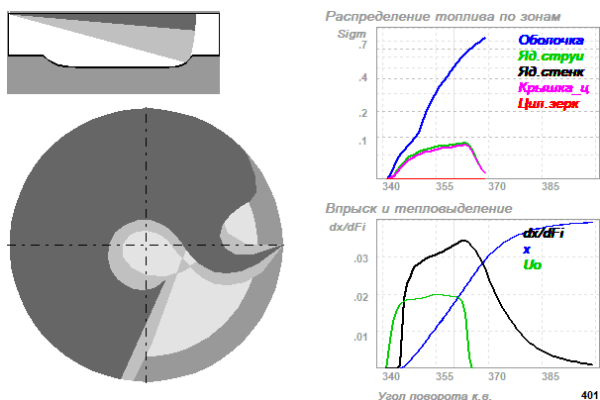 Распределение топлива по зонам
Sigm
.7
.4
.2
.1
Оболочка
Яд.струи
Яд.стенк
Крышка_ц
Цил.зерк
340 355 370 385
Впрыск и тепловыделение
dx/dFi
.03
.02
.01
dx/dFi
x
Uo
340 355 370 385
Угол поворота к.в. 401